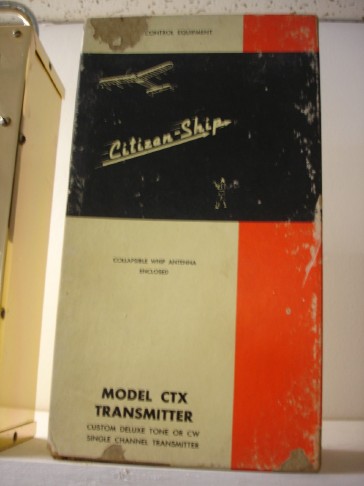 CONTROL EQUIPMENT
Citizen-Ship
COLLAPSIBLE WHIP ANTENNA
ENCLOSED
MODEL CTX
TRANSMITTER
CUSTOM DELUXE TONE OR CW
SINGLE CHANNEL TRANSMITTER